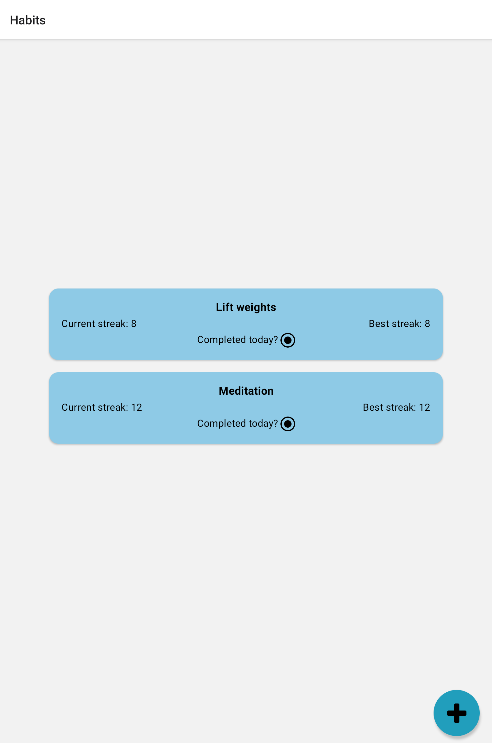 Habits
Lift weights
Current streak: 8
Best streak: 8
Completed today?
Meditation
Current streak: 12
Best streak: 12
Completed today?